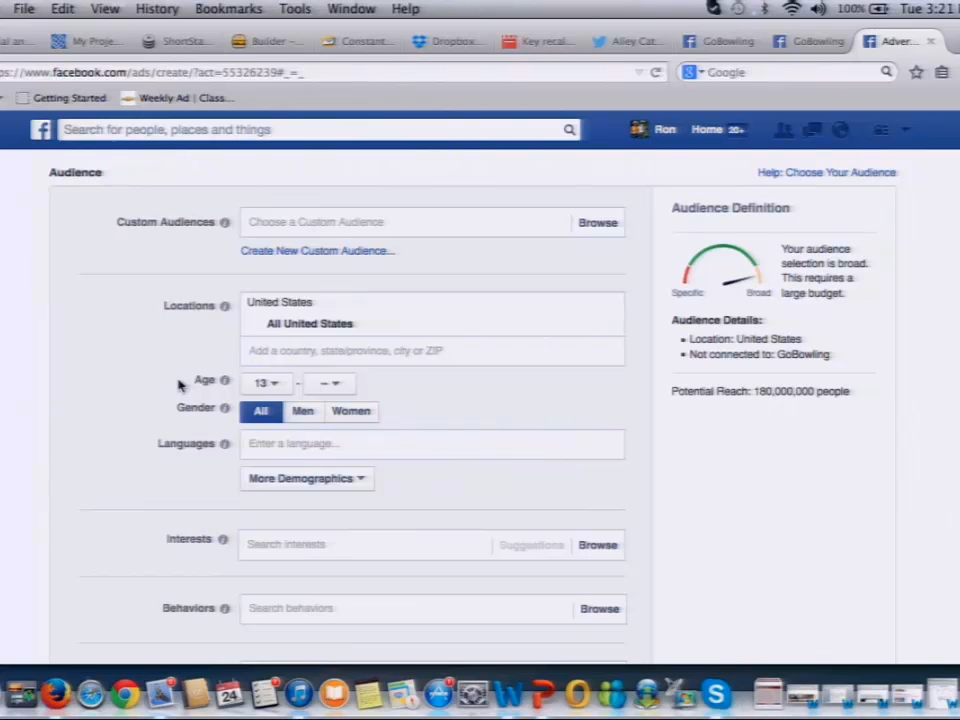 File Edit View History Bookmarks Tools Window Help 100% Tue 3:21
al an... My Proje... ShortSta... Builder –... Constant... Dropbox... Key recal... Alley Cat... GoBowling GoBowling Adver...
ps://www.facebook.com/ads/create/?act=55326239#_=_ Google
Getting Started Weekly Ad | Class...
Search for people, places and things Ron Home 20+
Audience Help: Choose Your Audience
Custom Audiences Choose a Custom Audience Browse
Create New Custom Audience...
Locations United States
All United States
Add a country, state/province, city or ZIP
Age 13 - --
Gender All Men Women
Languages Enter a language...
More Demographics
Interests Search interests Suggestions Browse
Behaviors Search behaviors Browse
Audience Definition
Specific Broad
Your audience
selection is broad.
This requires a
large budget.
Audience Details:
Location: United States
Not connected to: GoBowling
Potential Reach: 180,000,000 people
24